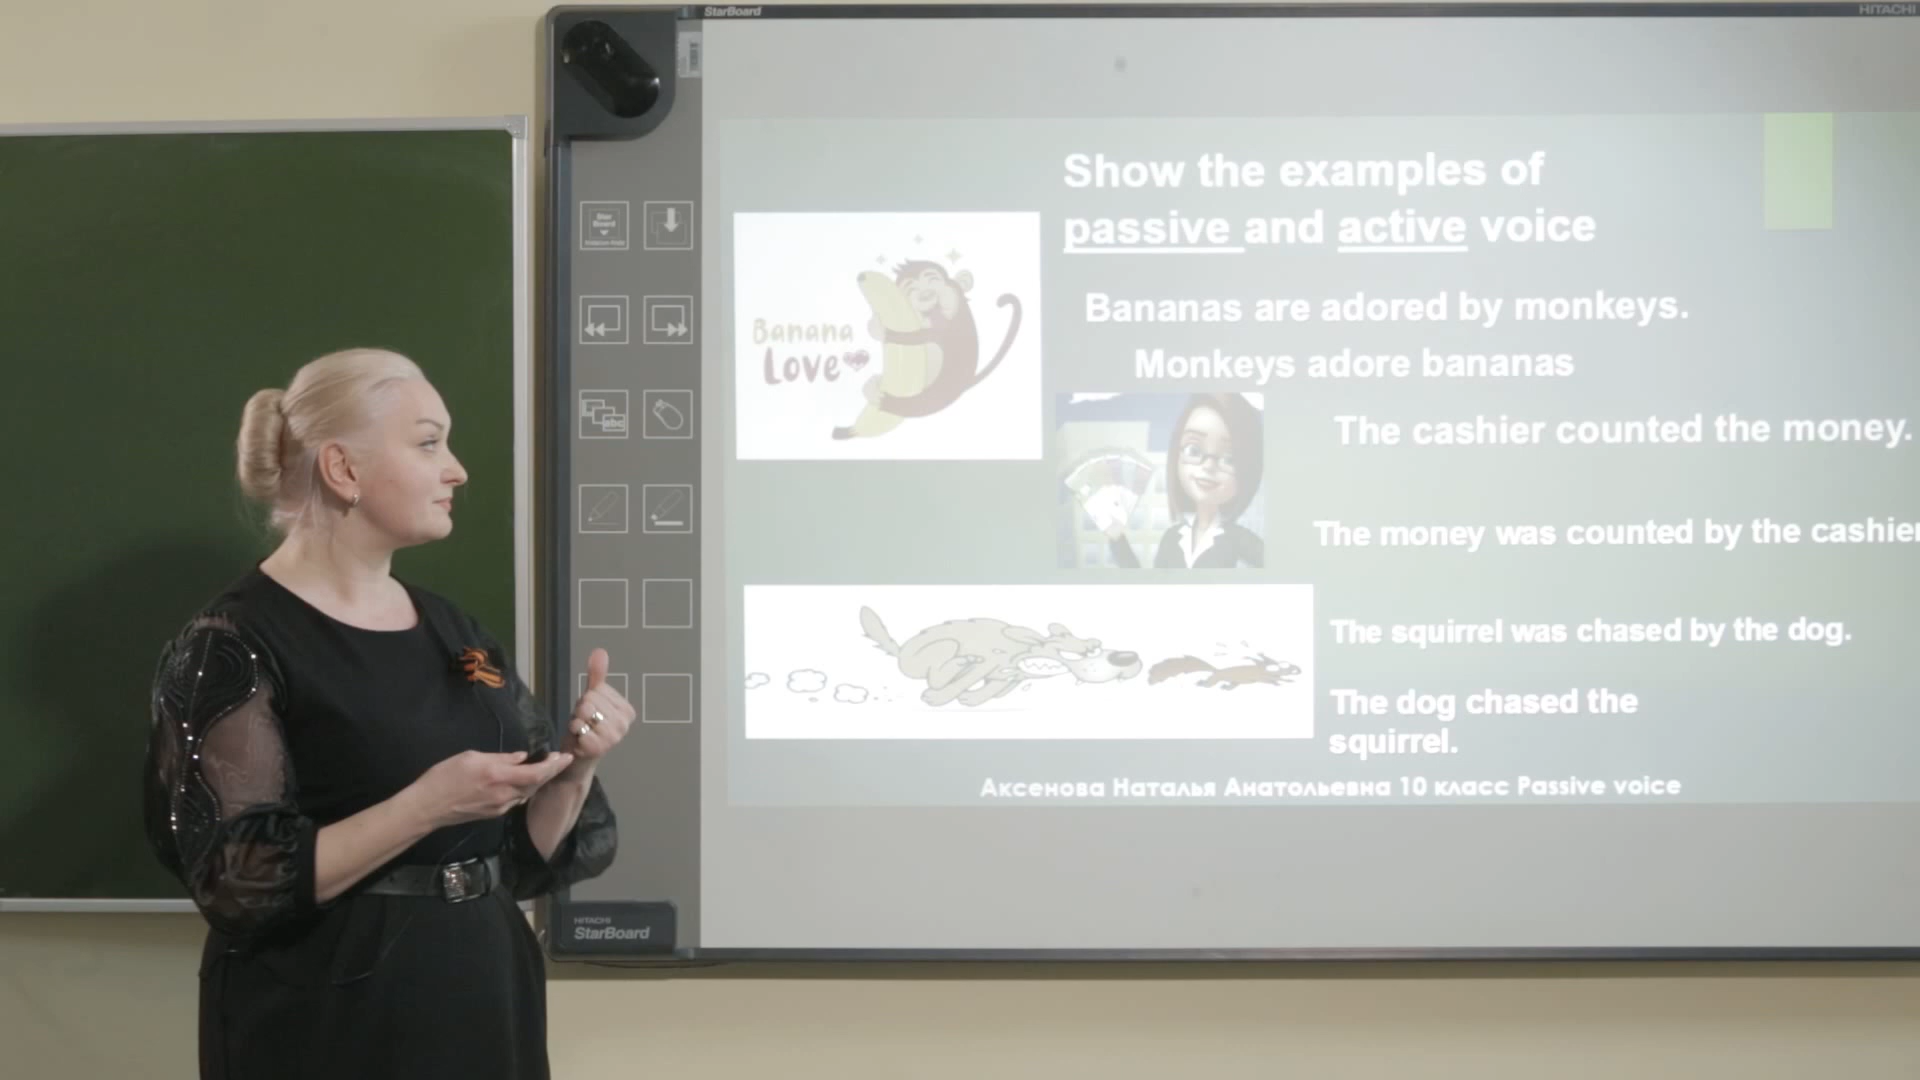 StarBoard
HITACHI
Show the examples of
passive and active voice
Banana
Love
Bananas are adored by monkeys.
Monkeys adore bananas
The cashier counted the money.
The money was counted by the cashier
The squirrel was chased by the dog.
The dog chased the
squirrel.
Аксенова Наталья Анатольевна 10 класс Passive voice
abc
HITACHI
StarBoard